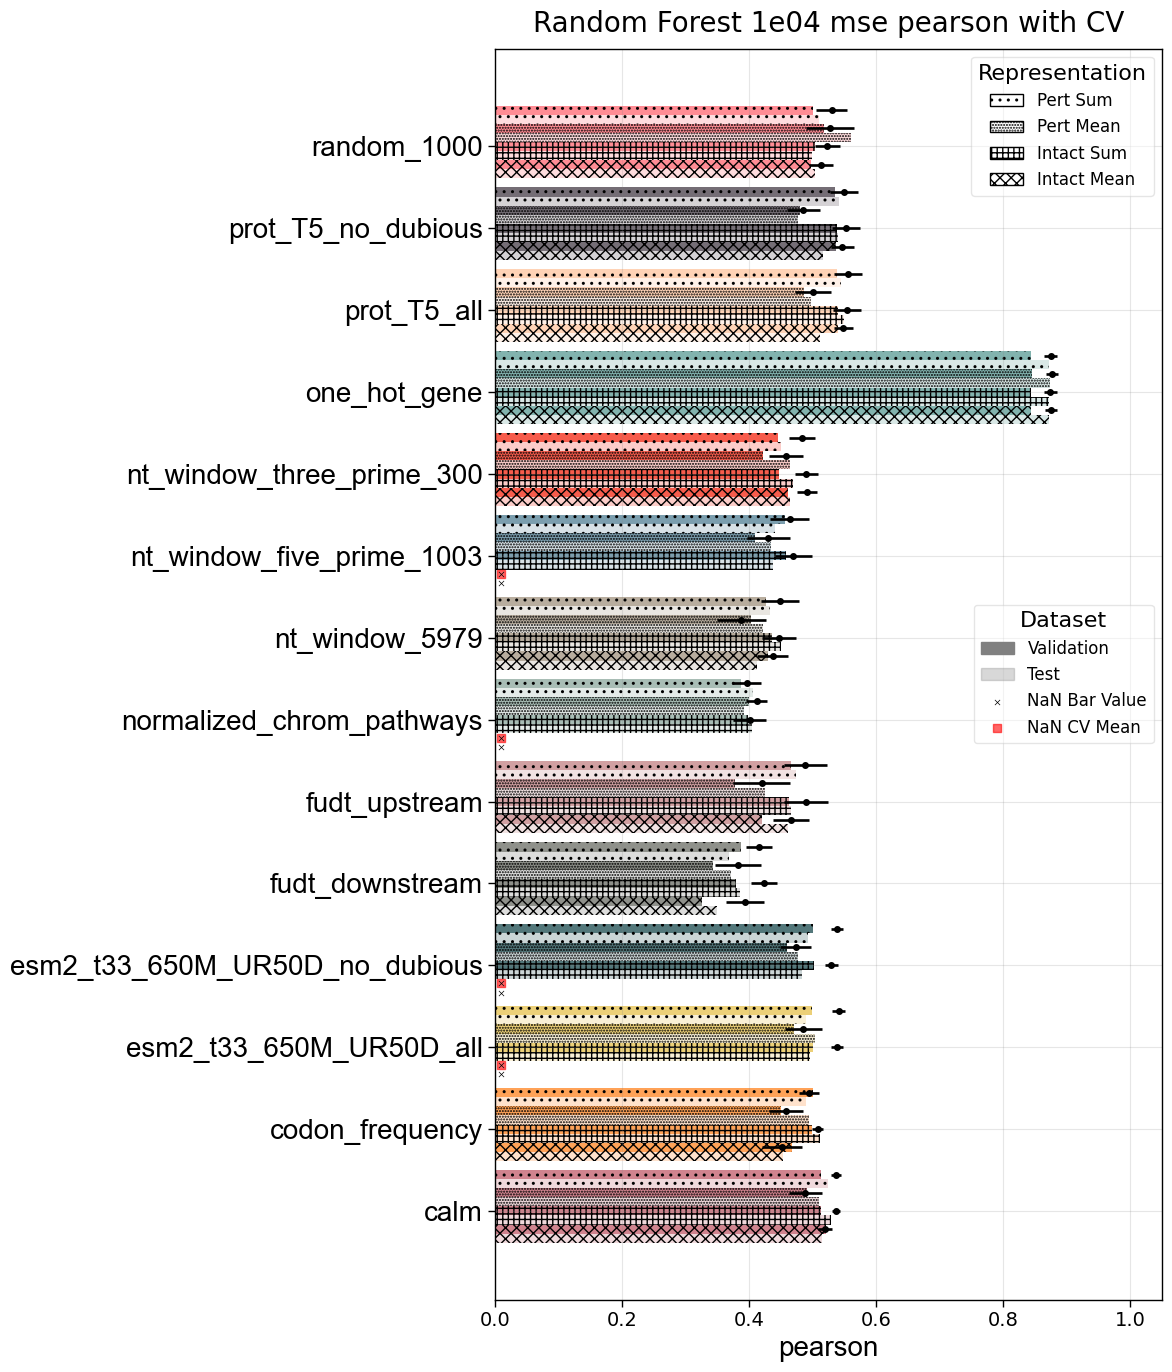 Random Forest 1e04 mse pearson with CV
Representation
Pert Sum
Pert Mean
Intact Sum
Intact Mean
random_1000
prot_T5_no_dubious
prot_T5_all
one_hot_gene
nt_window_three_prime_300
nt_window_five_prime_1003
nt_window_5979
normalized_chrom_pathways
fudt_upstream
fudt_downstream
esm2_t33_650M_UR50D_no_dubious
esm2_t33_650M_UR50D_all
codon_frequency
calm
Dataset
Validation
Test
NaN Bar Value
NaN CV Mean
0.0 0.2 0.4 0.6 0.8 1.0
pearson